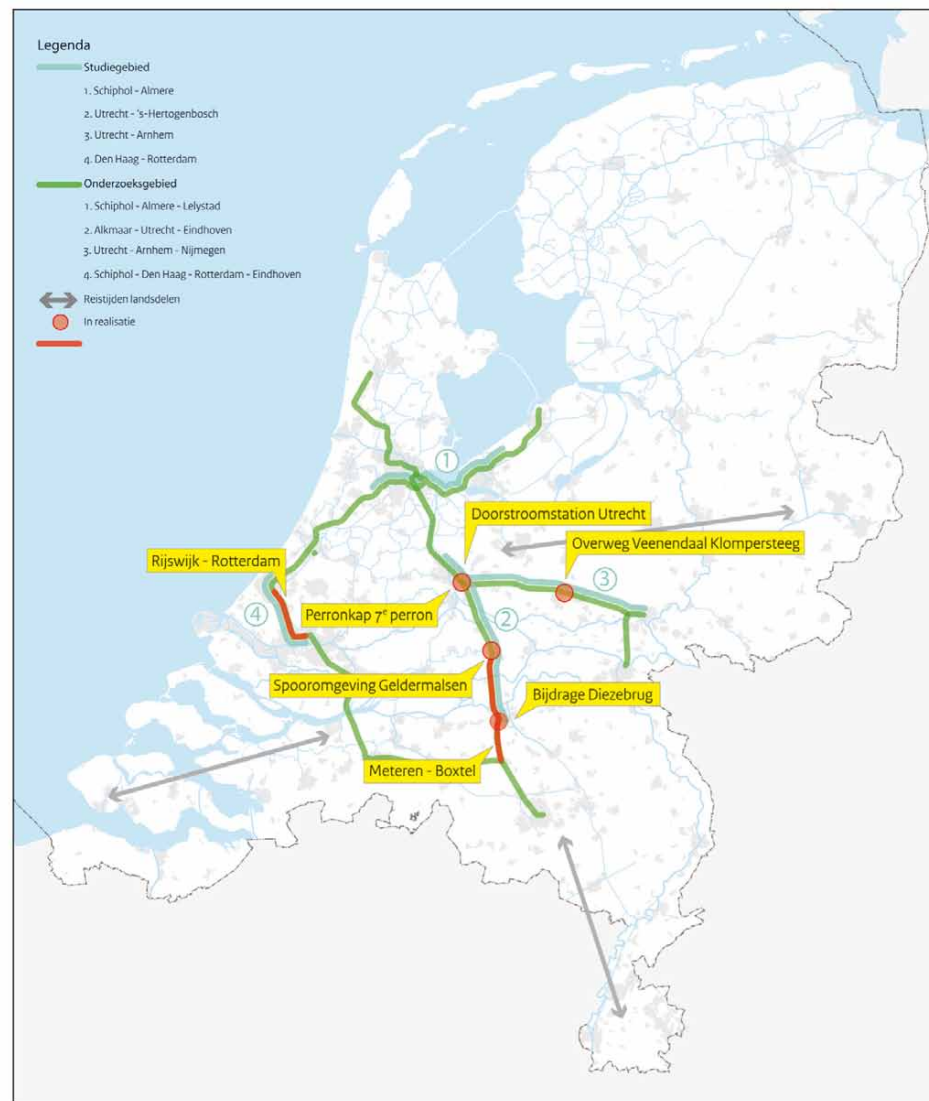 Legenda
Studiegebied
1. Schiphol - Almere
2. Utrecht - 's-Hertogenbosch
3. Utrecht - Arnhem
4. Den Haag - Rotterdam
Onderzoeksgebied
1. Schiphol - Almere - Lelystad
2. Alkmaar - Utrecht - Eindhoven
3. Utrecht - Arnhem - Nijmegen
4. Schiphol - Den Haag - Rotterdam - Eindhoven
Reistijden landsdelen
In realisatie
1
Doorstroomstation Utrecht
Overweg Veenendaal Klompersteeg
Rijswijk - Rotterdam
3
Perronkap 7e perron
4
2
Spooromgeving Geldermalsen
Bijdrage Diezebrug
Meteren - Boxtel